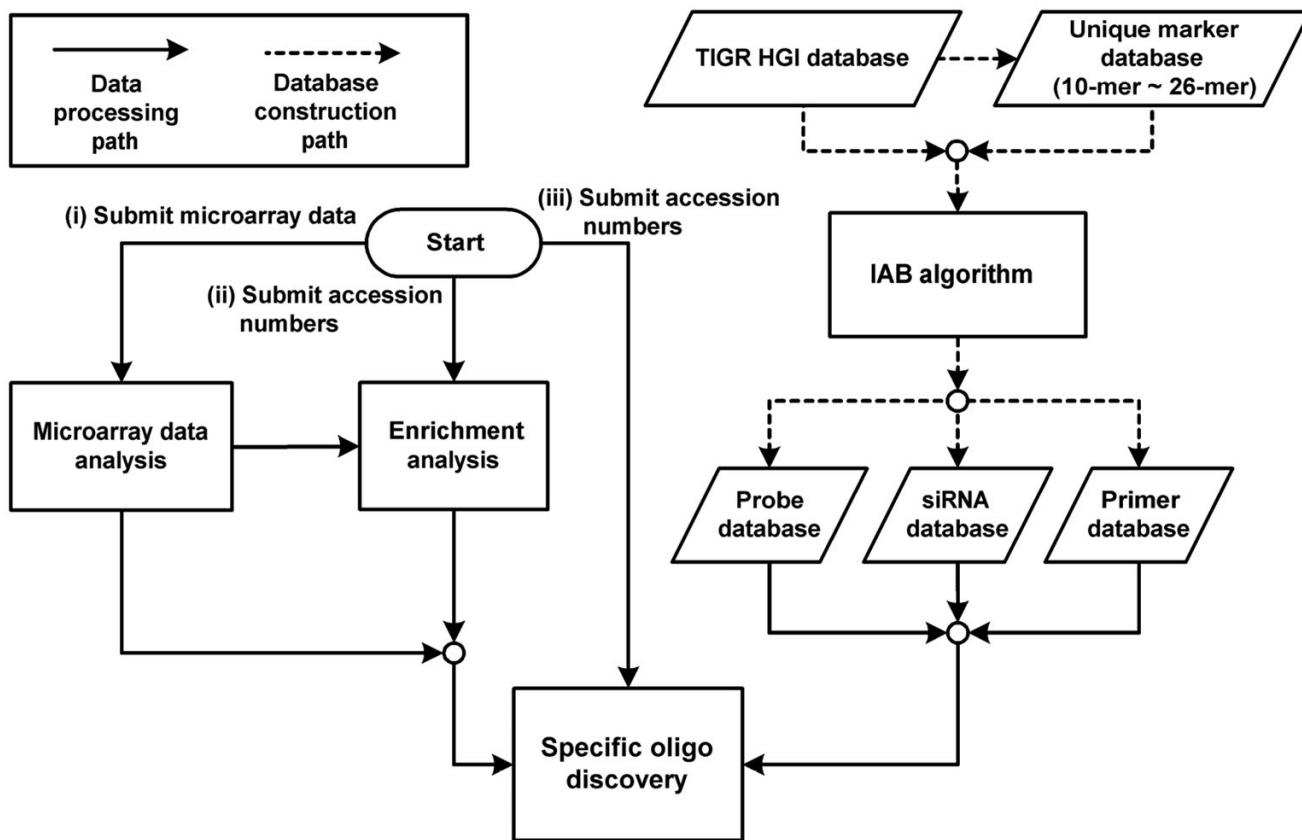 Data
processing
path
Database
construction
path
TIGR HGI database
Unique marker
database
(10-mer ~ 26-mer)
(i) Submit microarray data
Start
(iii) Submit accession
numbers
(ii) Submit accession
numbers
IAB algorithm
Microarray data
analysis
Enrichment
analysis
Probe
database
siRNA
database
Primer
database
Specific oligo
discovery